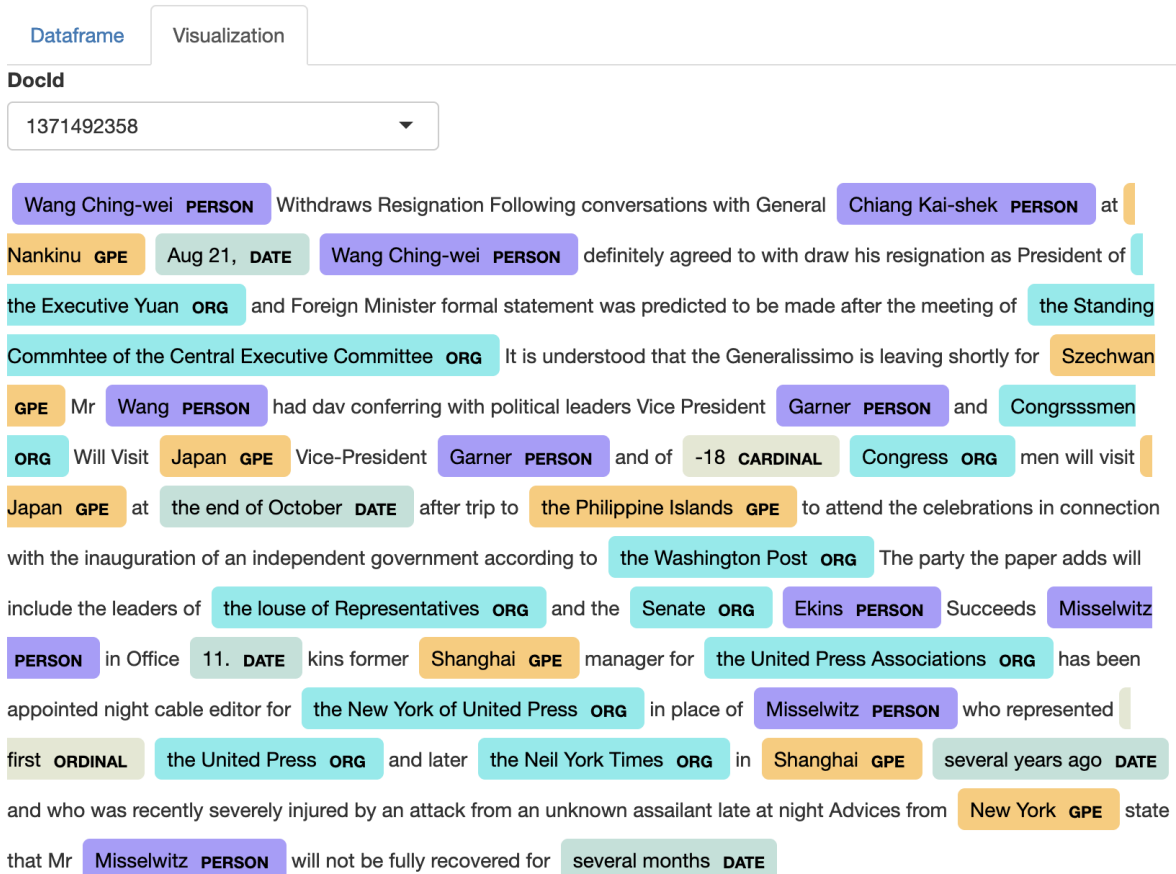 Dataframe Visualization
DocId
1371492358
Wang Ching-wei PERSON Withdraws Resignation Following conversations with General Chiang Kai-shek PERSON at
Nankinu GPE Aug 21, DATE Wang Ching-wei PERSON definitely agreed to with draw his resignation as President of
the Executive Yuan ORG and Foreign Minister formal statement was predicted to be made after the meeting of the Standing
Commhtee of the Central Executive Committee ORG It is understood that the Generalissimo is leaving shortly for Szechwan
GPE Mr Wang PERSON had dav conferring with political leaders Vice President Garner PERSON and Congrsssmen
ORG Will Visit Japan GPE Vice-President Garner PERSON and of -18 CARDINAL Congress ORG men will visit
Japan GPE at the end of October DATE after trip to the Philippine Islands GPE to attend the celebrations in connection
with the inauguration of an independent government according to the Washington Post ORG The party the paper adds will
include the leaders of the louse of Representatives ORG and the Senate ORG Ekins PERSON Succeeds Misselwitz
PERSON in Office 11. DATE kins former Shanghai GPE manager for the United Press Associations ORG has been
appointed night cable editor for the New York of United Press ORG in place of Misselwitz PERSON who represented
first ORDINAL the United Press ORG and later the Neil York Times ORG in Shanghai GPE several years ago DATE
and who was recently severely injured by an attack from an unknown assailant late at night Advices from New York GPE state
that Mr Misselwitz PERSON will not be fully recovered for several months DATE